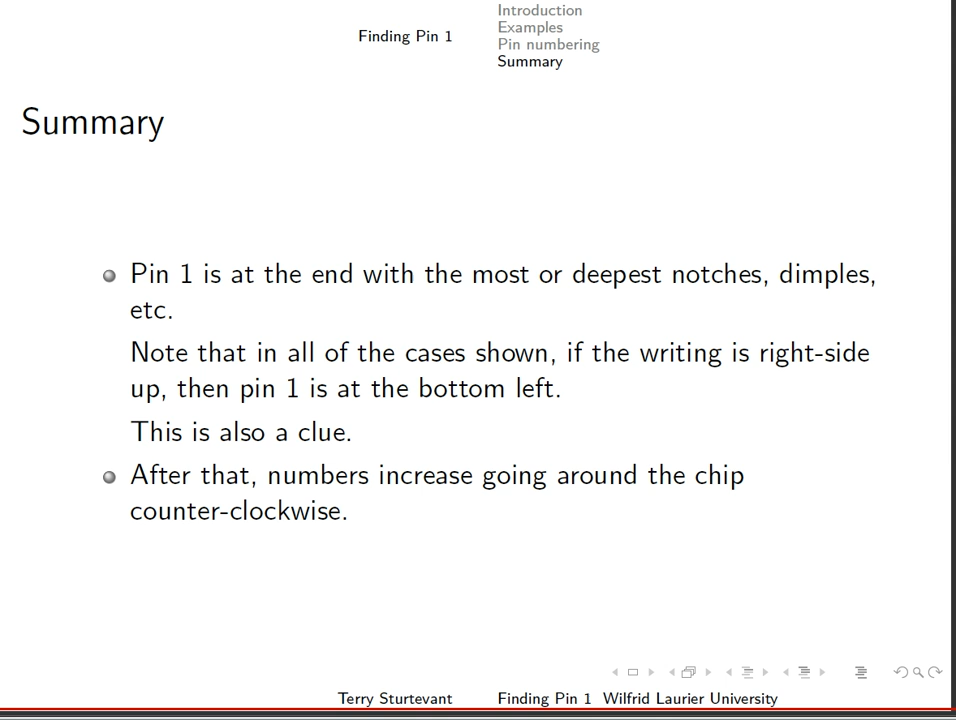 Finding Pin 1
Introduction
Examples
Pin numbering
Summary
Summary
Pin 1 is at the end with the most or deepest notches, dimples,
etc.
Note that in all of the cases shown, if the writing is right-side
up, then pin 1 is at the bottom left.
This is also a clue.
After that, numbers increase going around the chip
counter-clockwise.
Terry Sturtevant Finding Pin 1 Wilfrid Laurier University